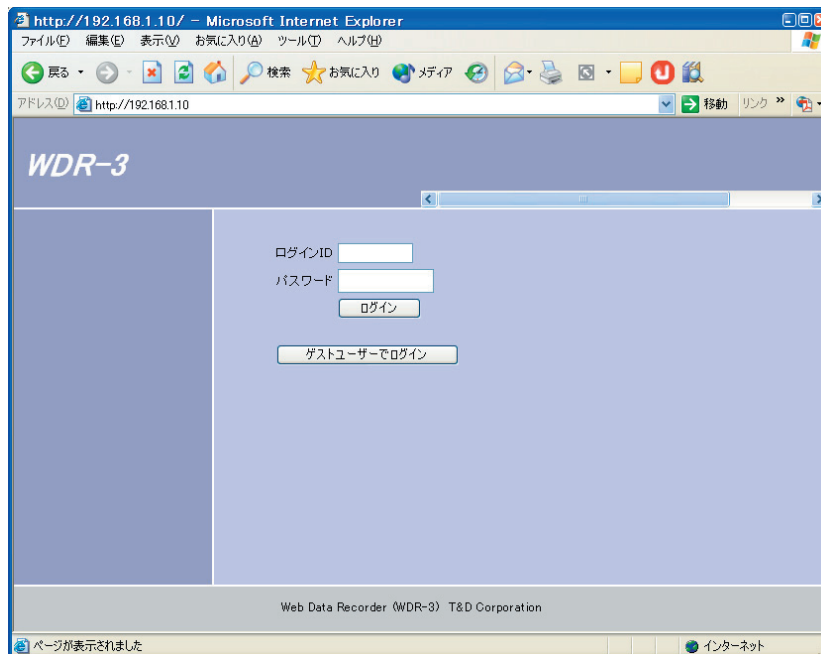 http://192.168.1.10/ - Microsoft Internet Explorer
ファイル(F) 編集(E) 表示(V) お気に入り(A) ツール(T) ヘルプ(H)
戻る 検索 お気に入り メディア
アドレス(D) http://192.168.1.10 移動 リンク »
WDR-3
ログインID
パスワード
ログイン
ゲストユーザーでログイン
Web Data Recorder (WDR-3) T&D Corporation
ページが表示されました インターネット